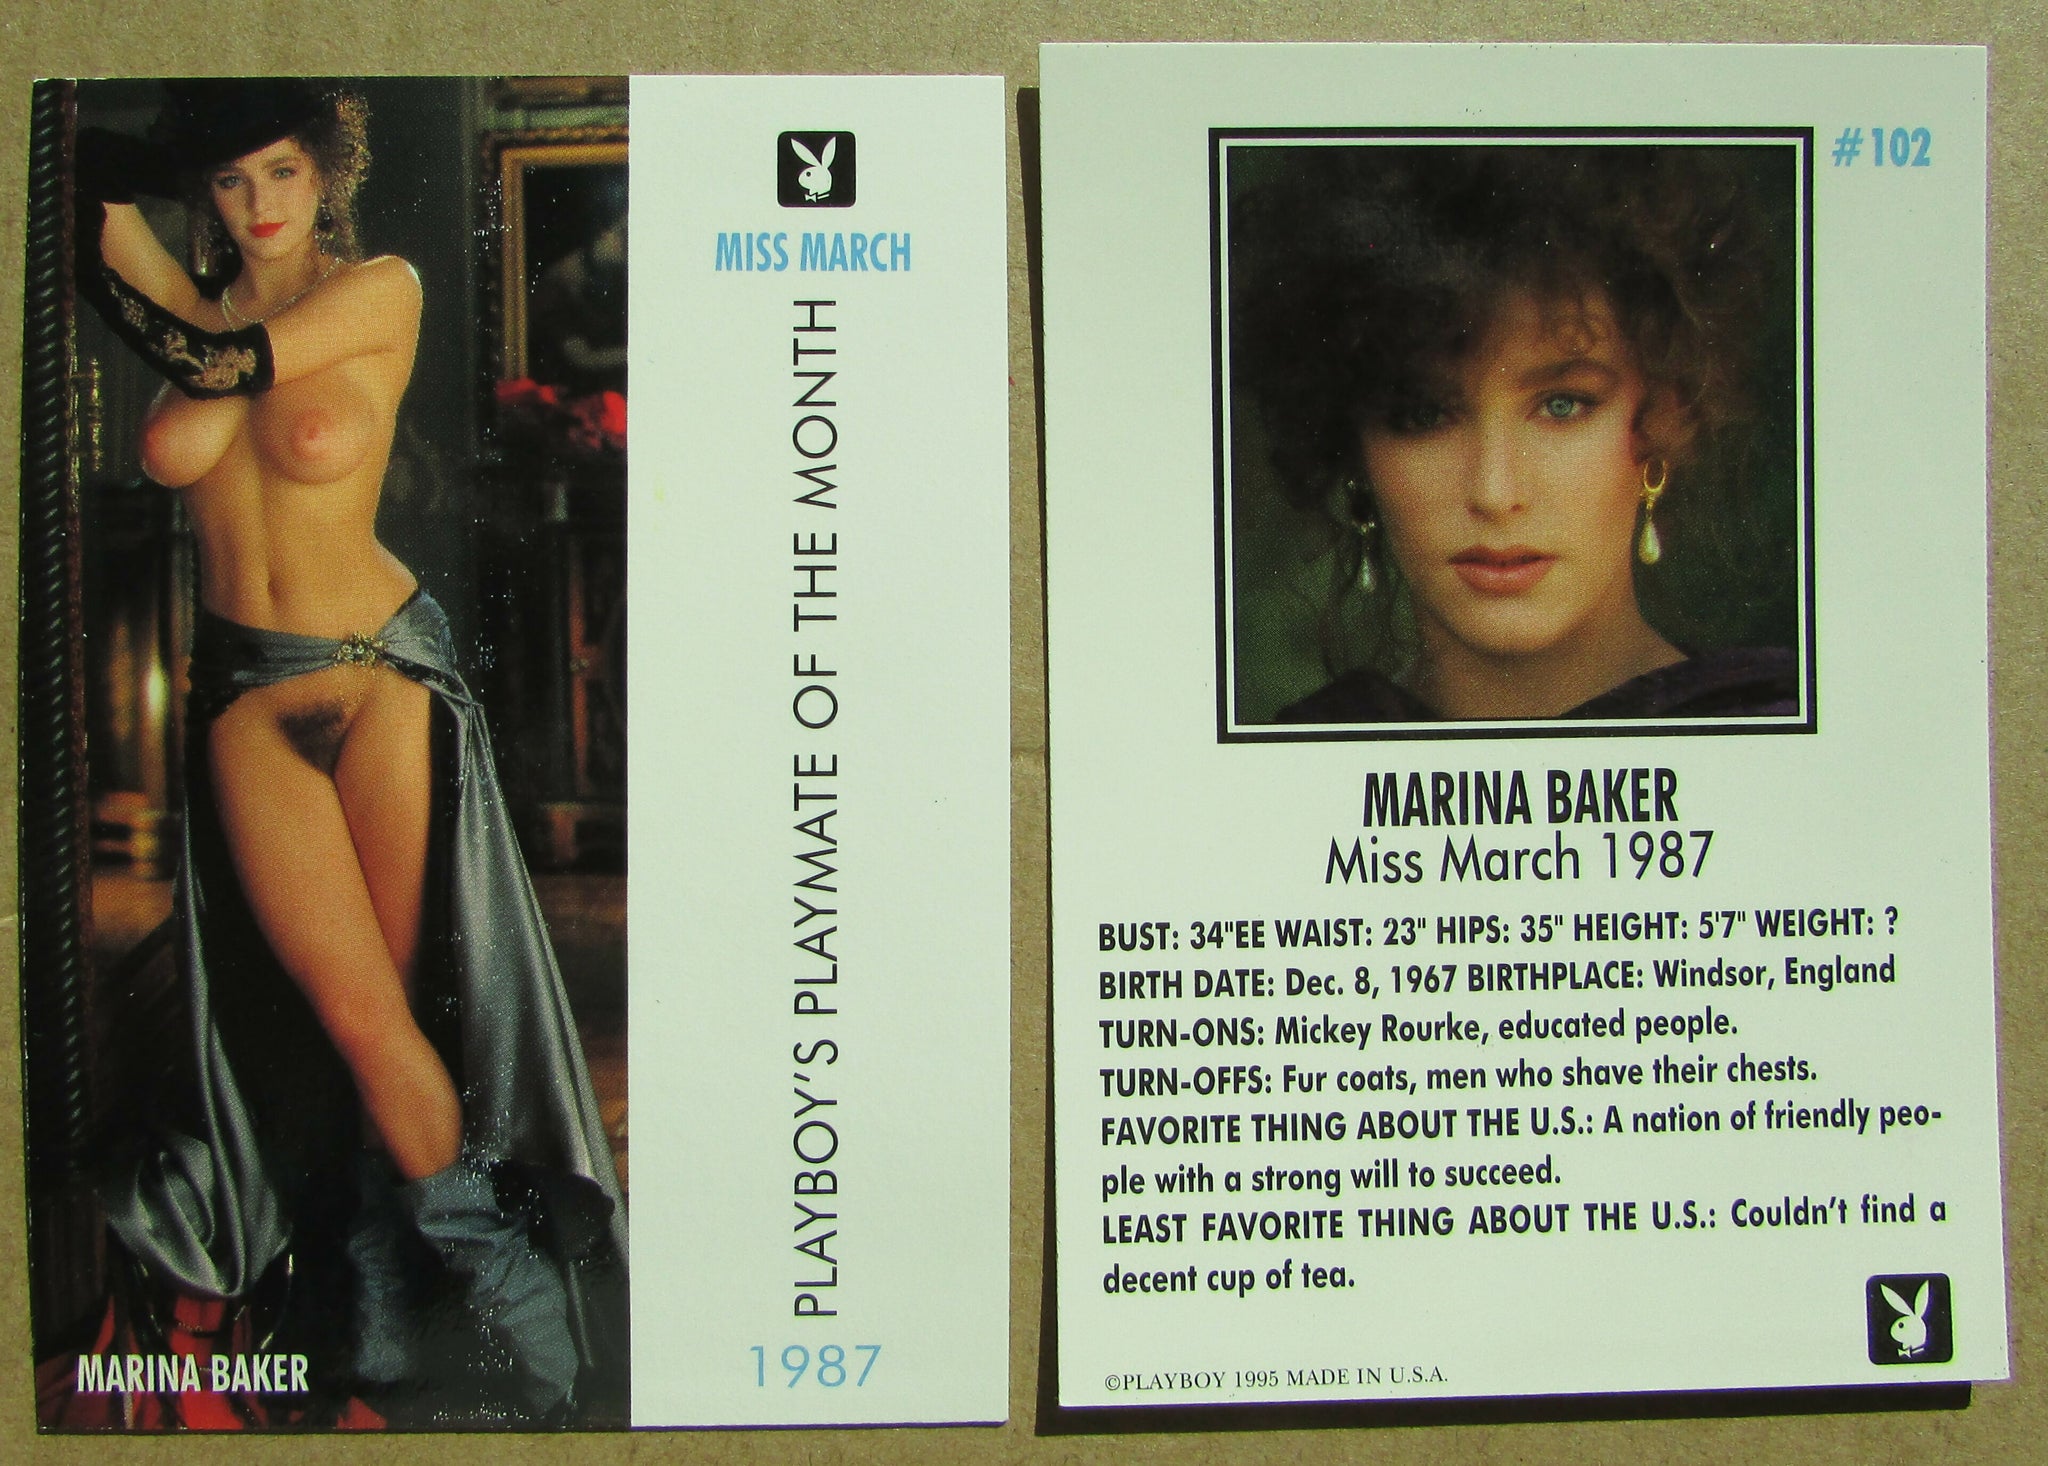 MISS MARCH
PLAYBOY'S PLAYMATE OF THE MONTH
1987
MARINA BAKER
#102
MARINA BAKER
Miss March 1987
BUST: 34"EE WAIST: 23" HIPS: 35" HEIGHT: 5'7" WEIGHT: ?
BIRTH DATE: Dec. 8, 1967 BIRTHPLACE: Windsor, England
TURN-ONS: Mickey Rourke, educated people.
TURN-OFFS: Fur coats, men who shave their chests.
FAVORITE THING ABOUT THE U.S.: A nation of friendly peo-
ple with a strong will to succeed.
LEAST FAVORITE THING ABOUT THE U.S.: Couldn't find a
decent cup of tea.
©PLAYBOY 1995 MADE IN U.S.A.